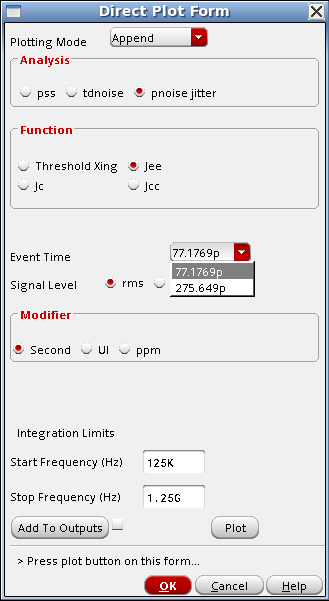 Direct Plot Form
Plotting Mode Append
Analysis
pss tdnoise pnoise jitter
Function
Threshold Xing Jee
Jc Jcc
Event Time 77.1769p
77.1769p
Signal Level rms
275.649p
Modifier
Second UI ppm
Integration Limits
Start Frequency (Hz) 125K
Stop Frequency (Hz) 1.25G
Add To Outputs Plot
> Press plot button on this form...
OK Cancel Help